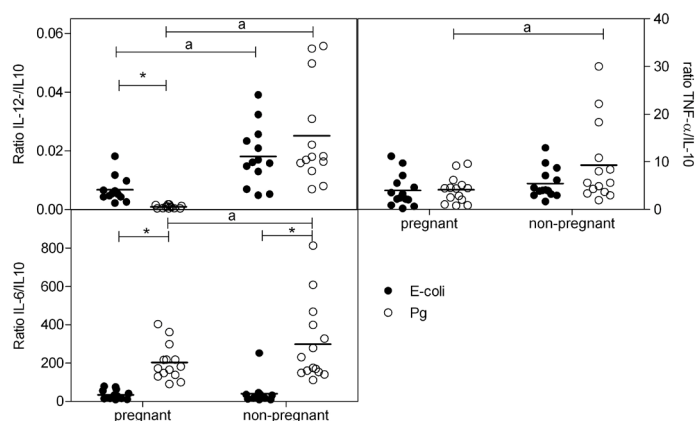 Ratio IL-12-/IL10
0.06
0.04
0.02
0.00
a
a
*
ratio TNF-α/IL-10
40
30
20
10
0
a
pregnant
non-pregnant
Ratio IL-6/IL10
800
600
400
200
0
a
*
*
pregnant
non-pregnant
E-coli
Pg